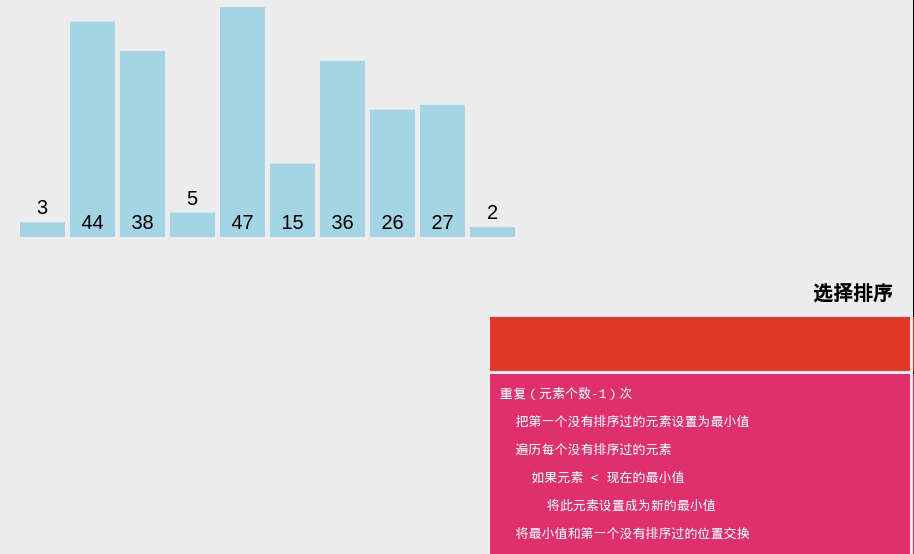 3 44 38 5 47 15 36 26 27 2
选择排序
重复(元素个数-1)次
把第一个没有排序过的元素设置为最小值
遍历每个没有排序过的元素
如果元素 < 现在的最小值
将此元素设置成为新的最小值
将最小值和第一个没有排序过的位置交换